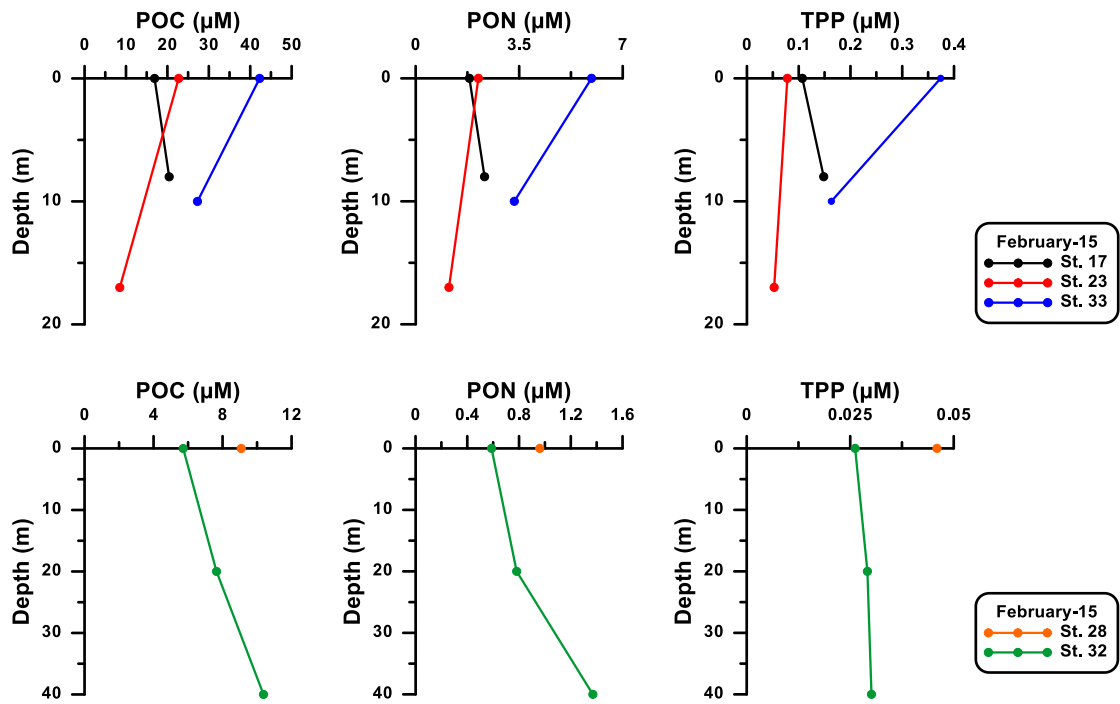 POC (µM)
0 10 20 30 40 50
0
10
20
Depth (m)
PON (µM)
0 3.5 7
0
10
20
Depth (m)
TPP (µM)
0 0.1 0.2 0.3 0.4
0
10
20
Depth (m)
February-15
St. 17
St. 23
St. 33
POC (µM)
0 4 8 12
0
10
20
30
40
Depth (m)
PON (µM)
0 0.4 0.8 1.2 1.6
0
10
20
30
40
Depth (m)
TPP (µM)
0 0.025 0.05
0
10
20
30
40
Depth (m)
February-15
St. 28
St. 32